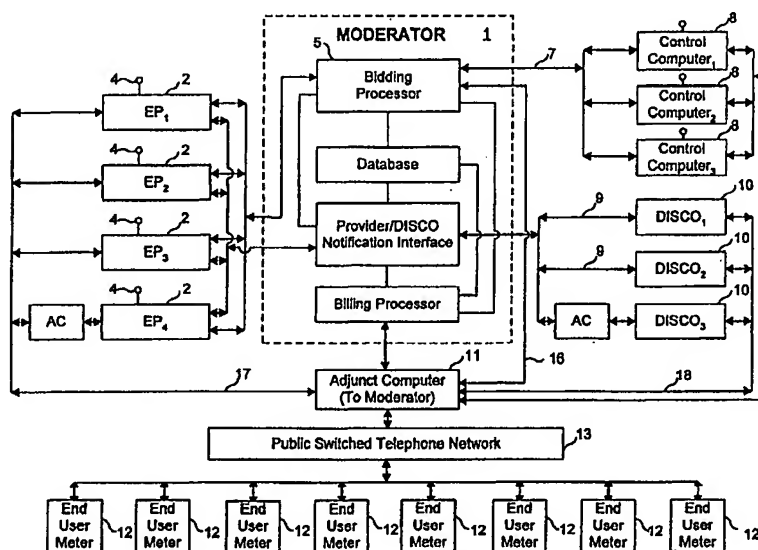 MODERATOR 1
5
Bidding
Processor
Database
Provider/DISCO
Notification Interface
Billing Processor
4 2
EP1
4 2
EP2
4 2
EP3
4 2
AC EP4
7
8
Control
Computer1
8
Control
Computer2
8
Control
Computer3
9 10
DISCO1
9 10
DISCO2
10
AC DISCO3
11
16
17
18
Adjunct Computer
(To Moderator)
Public Switched Telephone Network 13
End
User
Meter 12
End
User
Meter 12
End
User
Meter 12
End
User
Meter 12
End
User
Meter 12
End
User
Meter 12
End
User
Meter 12
End
User
Meter 12